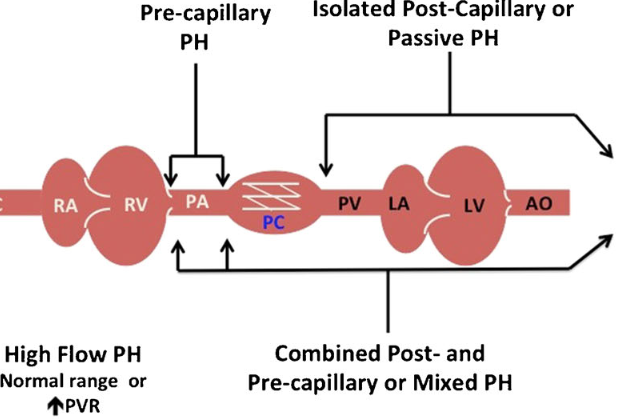 Pre-capillary
PH
Isolated Post-Capillary or
Passive PH
C RA RV PA PC PV LA LV AO
High Flow PH
Normal range or
↑PVR
Combined Post- and
Pre-capillary or Mixed PH